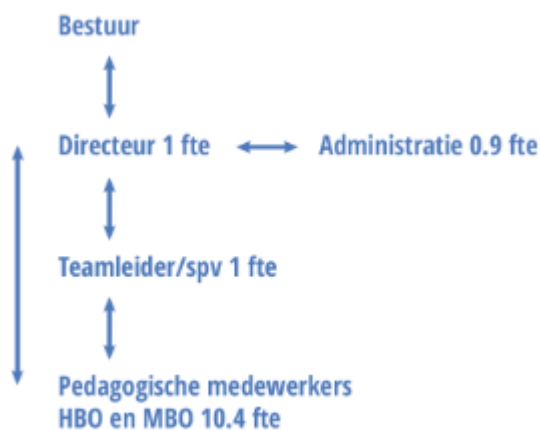 Bestuur
Directeur 1 fte
Administratie 0.9 fte
Teamleider/spv 1 fte
Pedagogische medewerkers
HBO en MBO 10.4 fte